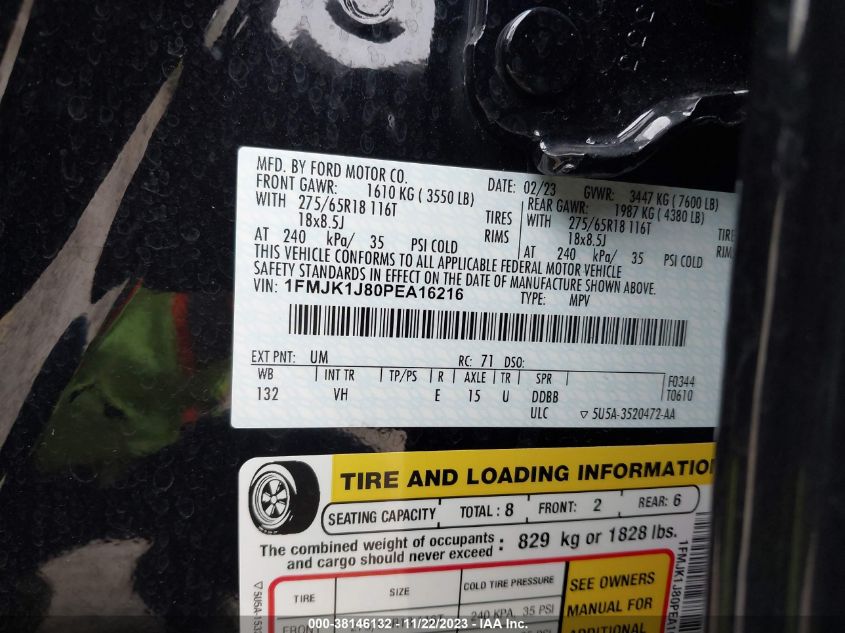 MFD. BY FORD MOTOR CO.
DATE: 02/23 GVWR: 3447 KG ( 7600 LB)
FRONT GAWR: 1610 KG ( 3550 LB)
WITH 275/65R18 116T TIRES
18x8.5J RIMS
AT 240 kPa/ 35 PSI COLD
REAR GAWR: 1987 KG ( 4380 LB)
WITH 275/65R18 116T
18x8.5J
AT 240 kPa/ 35 PSI COLD
THIS VEHICLE CONFORMS TO ALL APPLICABLE FEDERAL MOTOR VEHICLE
SAFETY STANDARDS IN EFFECT ON THE DATE OF MANUFACTURE SHOWN ABOVE.
VIN: 1FMJK1J80PEA16216 TYPE: MPV
EXT PNT: UM RC: 71 DSO:
WB INT TR TP/PS R AXLE TR SPR F0344
132 VH E 15 U DDBB T0610
ULC ▽ 5U5A-3520472-AA
TIRE AND LOADING INFORMATION
SEATING CAPACITY TOTAL : 8 FRONT: 2 REAR: 6
The combined weight of occupants : 829 kg or 1828 lbs.
and cargo should never exceed
TIRE SIZE COLD TIRE PRESSURE SEE OWNERS
MANUAL FOR
FRONT 240 KPA, 35 PSI
ADDITIONAL
1FMJK1J80PEA1
000-38146132 - 11/22/2023 - IAA Inc.